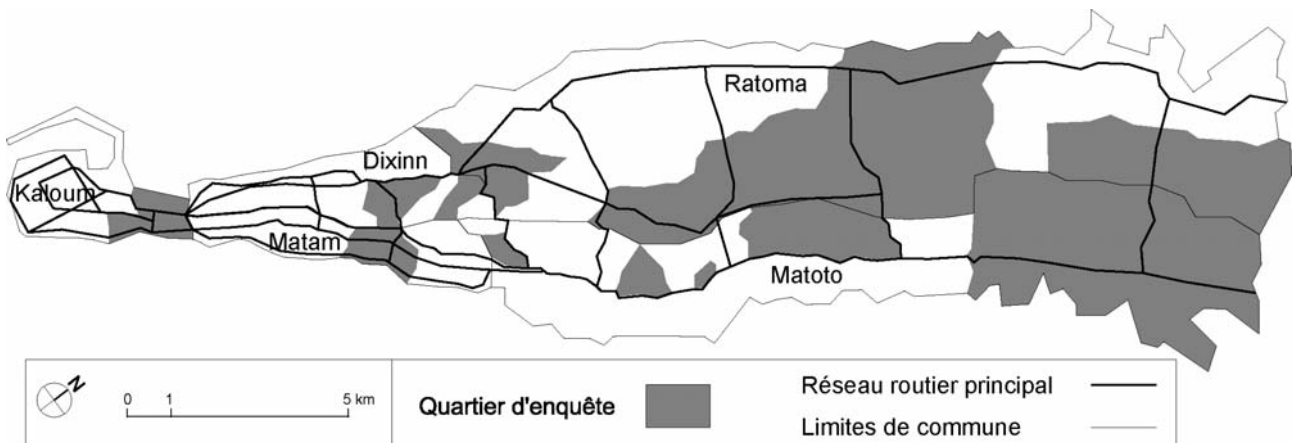 Ratoma
Dixinn
Kaloum
Matam
Matoto
N
0 1 5 km
Quartier d'enquête
Réseau routier principal
Limites de commune